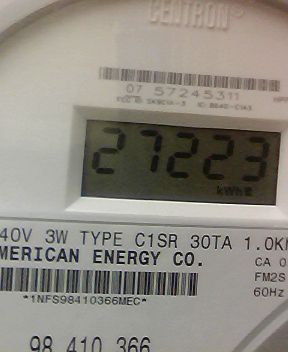 CENTRON®
07 57245311
27223
kWh
40V 3W TYPE C1SR 30TA 1.0K
MERICAN ENERGY CO.
CA 0
FM2S
*1NFS98410366MEC*
60Hz
98 410 366